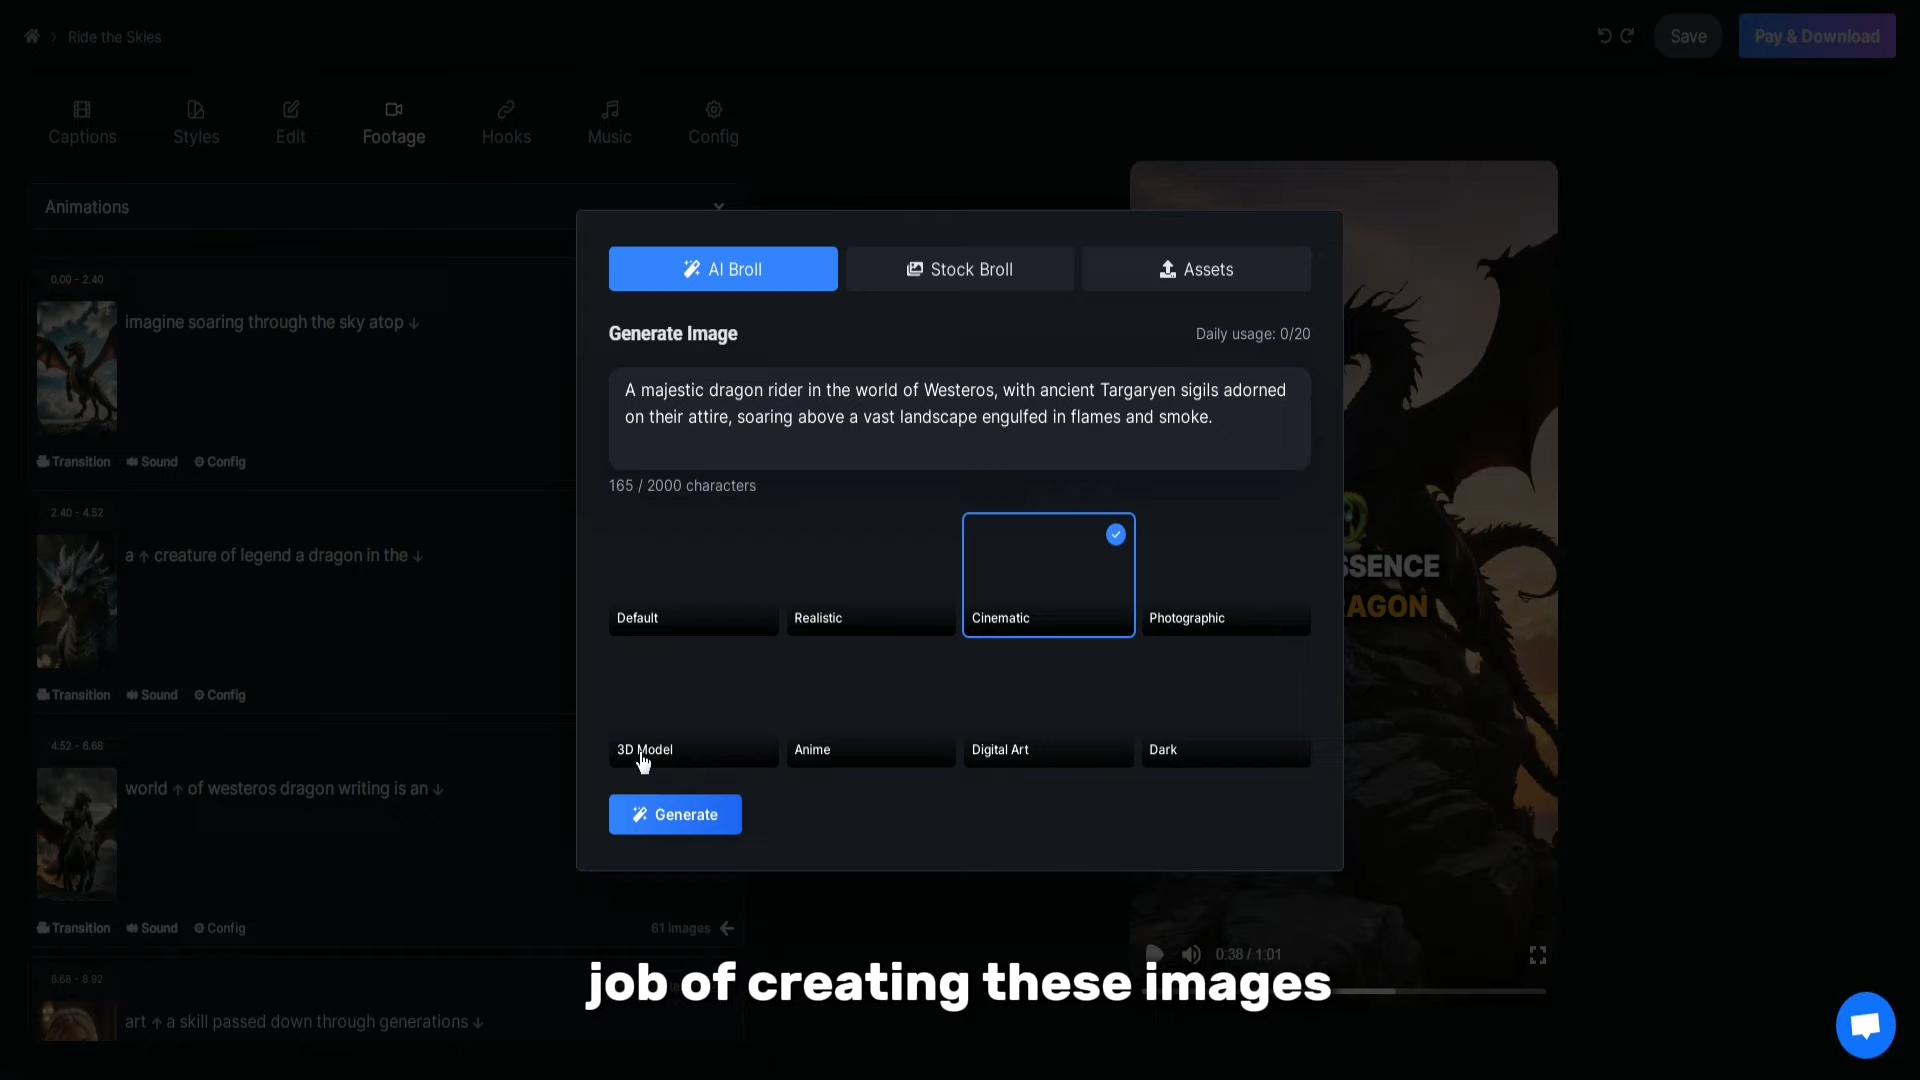 Ride the Skies
Save
Pay & Download
Captions
Styles
Edit
Footage
Hooks
Music
Config
Animations
0.00 - 2.40
imagine soaring through the sky atop ↓
Transition
Sound
Config
2.40 - 4.52
a ↑ creature of legend a dragon in the ↓
Transition
Sound
Config
4.52 - 6.68
world ↑ of westeros dragon writing is an ↓
Transition
Sound
Config
61 images
6.68 - 8.92
art ↑ a skill passed down through generations ↓
AI Broll
Stock Broll
Assets
Generate Image
Daily usage: 0/20
A majestic dragon rider in the world of Westeros, with ancient Targaryen sigils adorned
on their attire, soaring above a vast landscape engulfed in flames and smoke.
165 / 2000 characters
Default
Realistic
Cinematic
Photographic
3D Model
Anime
Digital Art
Dark
Generate
SSENCE
AGON
0:38 / 1:01
job of creating these images